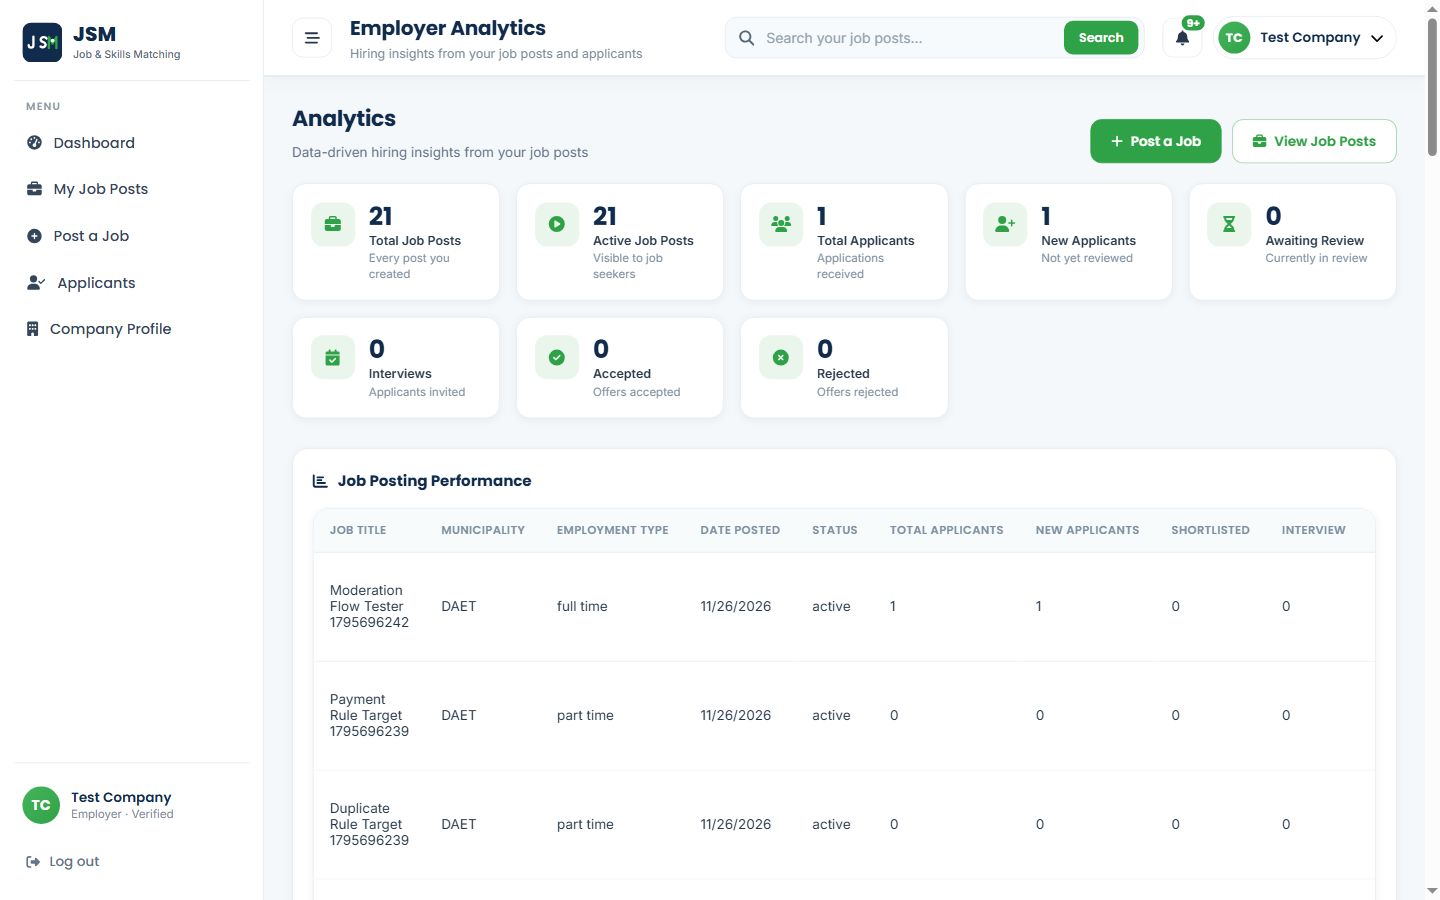 JSM
JSM
Job & Skills Matching
MENU
Dashboard
My Job Posts
Post a Job
Applicants
Company Profile
TC
Test Company
Employer · Verified
Log out
Employer Analytics
Hiring insights from your job posts and applicants
Search your job posts...
Search
9+
TC
Test Company
Analytics
Data-driven hiring insights from your job posts
Post a Job
View Job Posts
21
Total Job Posts
Every post you
created
21
Active Job Posts
Visible to job
seekers
1
Total Applicants
Applications
received
1
New Applicants
Not yet reviewed
0
Awaiting Review
Currently in review
0
Interviews
Applicants invited
0
Accepted
Offers accepted
0
Rejected
Offers rejected
Job Posting Performance
JOB TITLE MUNICIPALITY EMPLOYMENT TYPE DATE POSTED STATUS TOTAL APPLICANTS NEW APPLICANTS SHORTLISTED INTERVIEW
Moderation
Flow Tester
1795696242
DAET full time 11/26/2026 active 1 1 0 0
Payment
Rule Target
1795696239
DAET part time 11/26/2026 active 0 0 0 0
Duplicate
Rule Target
1795696239
DAET part time 11/26/2026 active 0 0 0 0